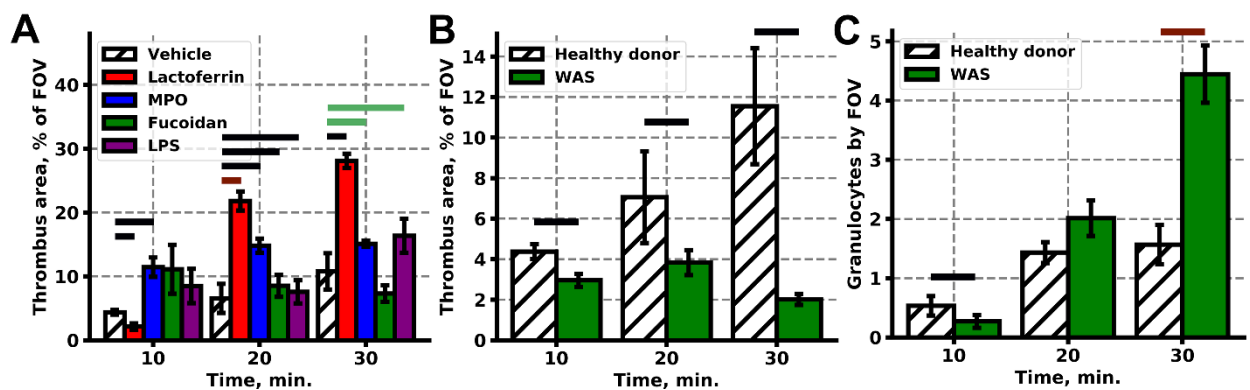 A
Thrombus area, % of FOV
40
30
20
10
0
Vehicle
Lactoferrin
MPO
Fucoidan
LPS
10
20
30
Time, min.
B
Thrombus area, % of FOV
14
12
10
8
6
4
2
0
Healthy donor
WAS
10
20
30
Time, min.
C
Granulocytes by FOV
5
4
3
2
1
0
Healthy donor
WAS
10
20
30
Time, min.